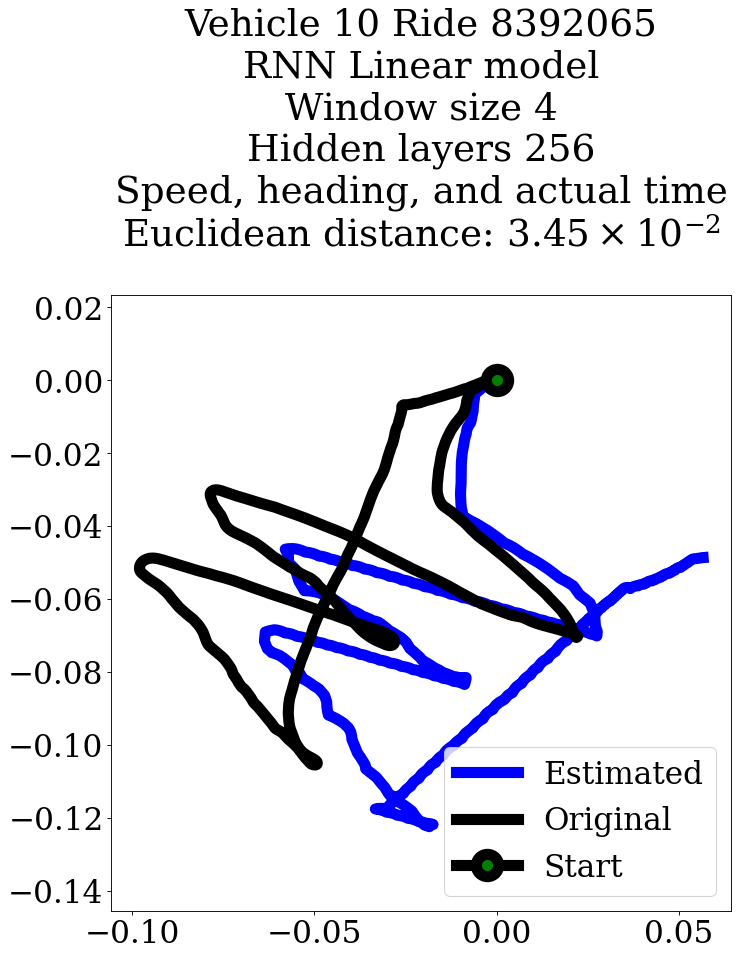 Vehicle 10 Ride 8392065
RNN Linear model
Window size 4
Hidden layers 256
Speed, heading, and actual time
Euclidean distance: 3.45 × 10⁻²
0.02
0.00
−0.02
−0.04
−0.06
−0.08
−0.10
−0.12
−0.14
Estimated
Original
Start
−0.10 −0.05 0.00 0.05